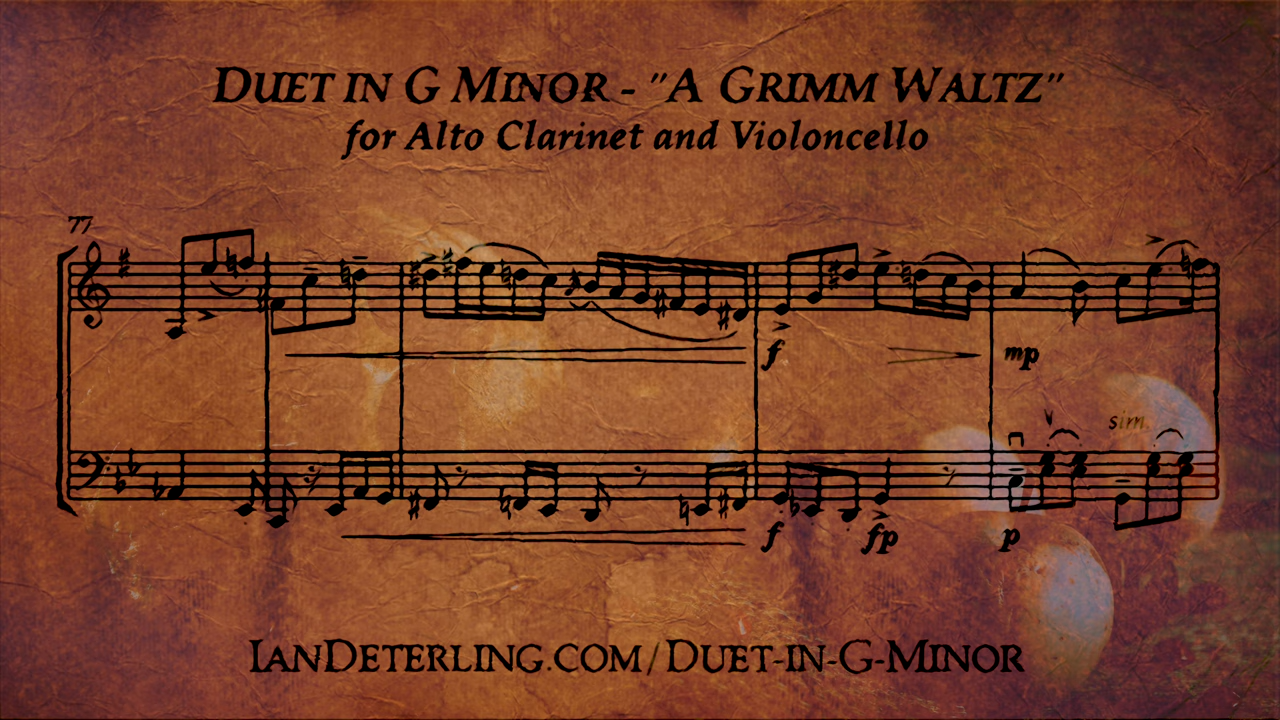 DUET IN G MINOR - "A GRIMM WALTZ"
for Alto Clarinet and Violoncello
77
f
mp
sim.
f
fp
p
IANDETERLING.COM/DUET-IN-G-MINOR